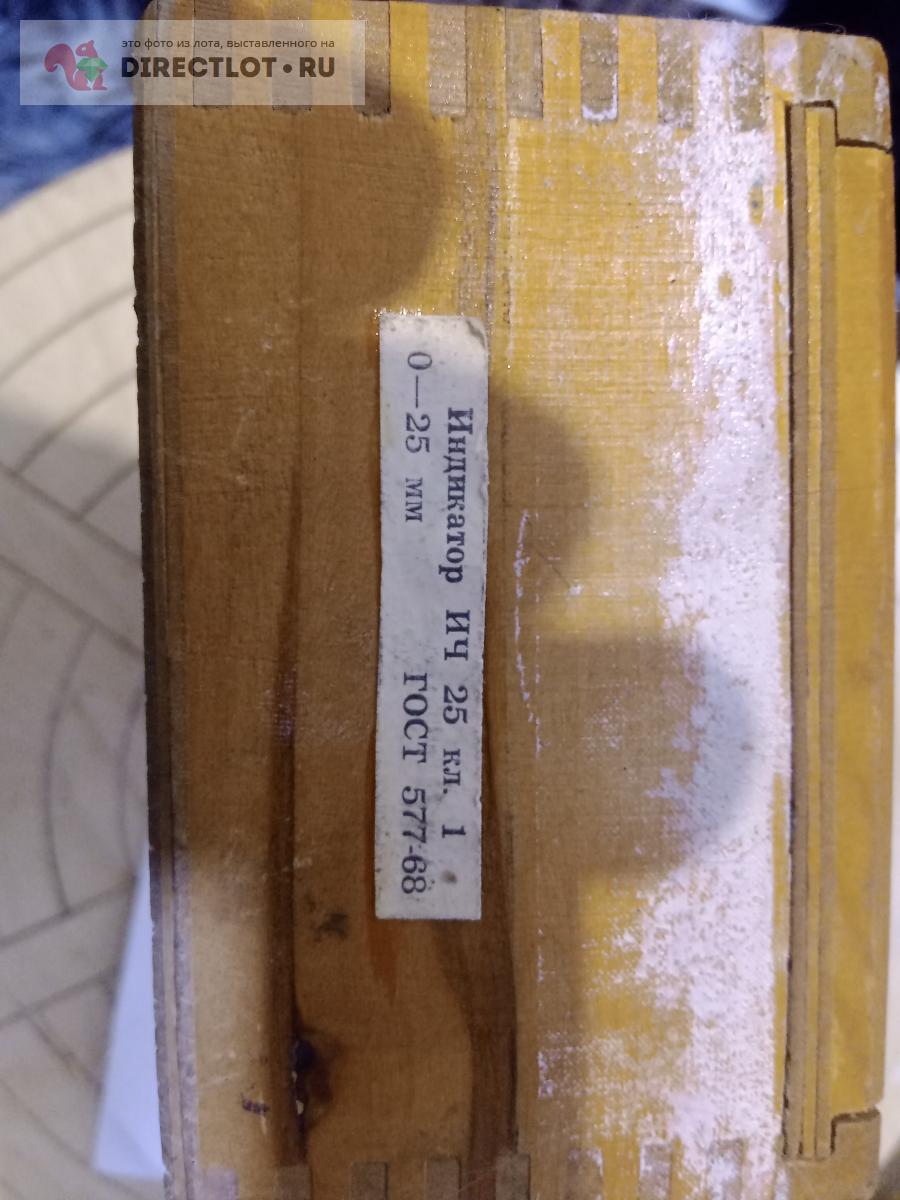 это фото из лота, выставленного на
DIRECTLOT•RU
Индикатор ИЧ 25 кл. 1
0—25 мм ГОСТ 577-68